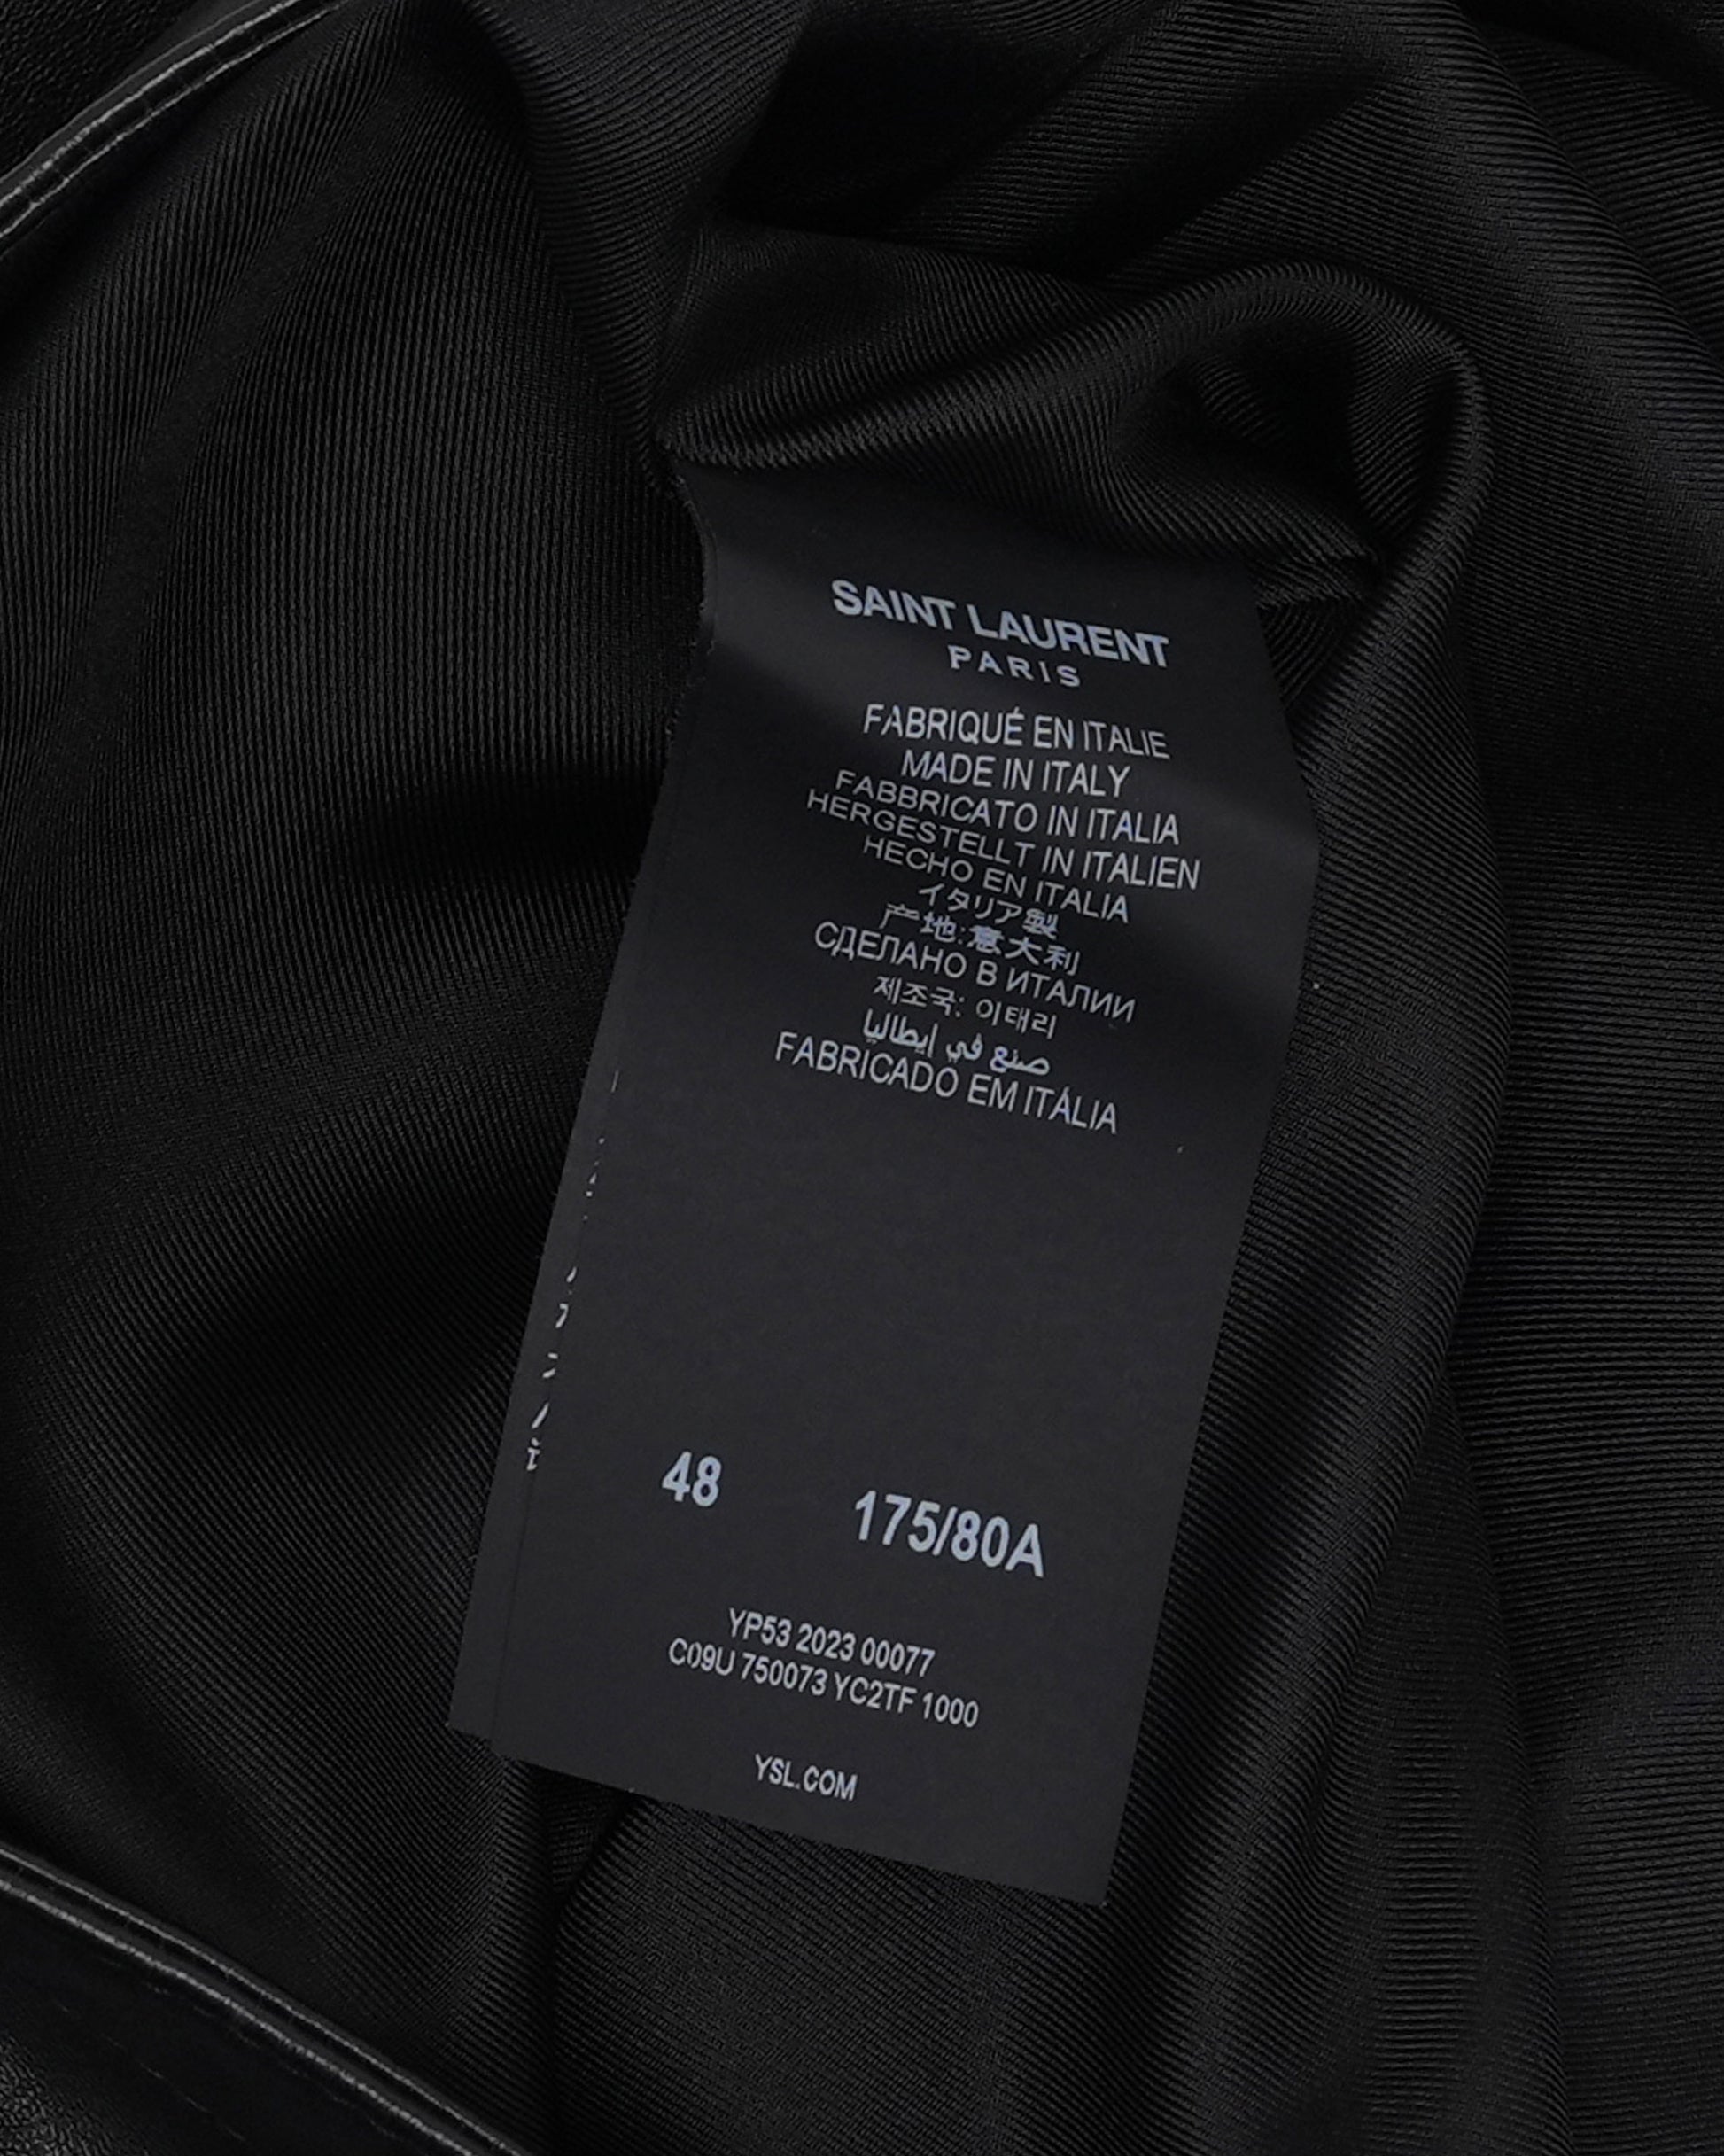 SAINT LAURENT
PARIS
FABRIQUÉ EN ITALIE
MADE IN ITALY
FABBRICATO IN ITALIA
HERGESTELLT IN ITALIEN
HECHO EN ITALIA
イタリア製
产地:意大利
СДЕЛАНО В ИТАЛИИ
제조국: 이태리
صنع في إيطاليا
FABRICADO EM ITÁLIA
48 175/80A
YP53 2023 00077
C09U 750073 YC2TF 1000
YSL.COM